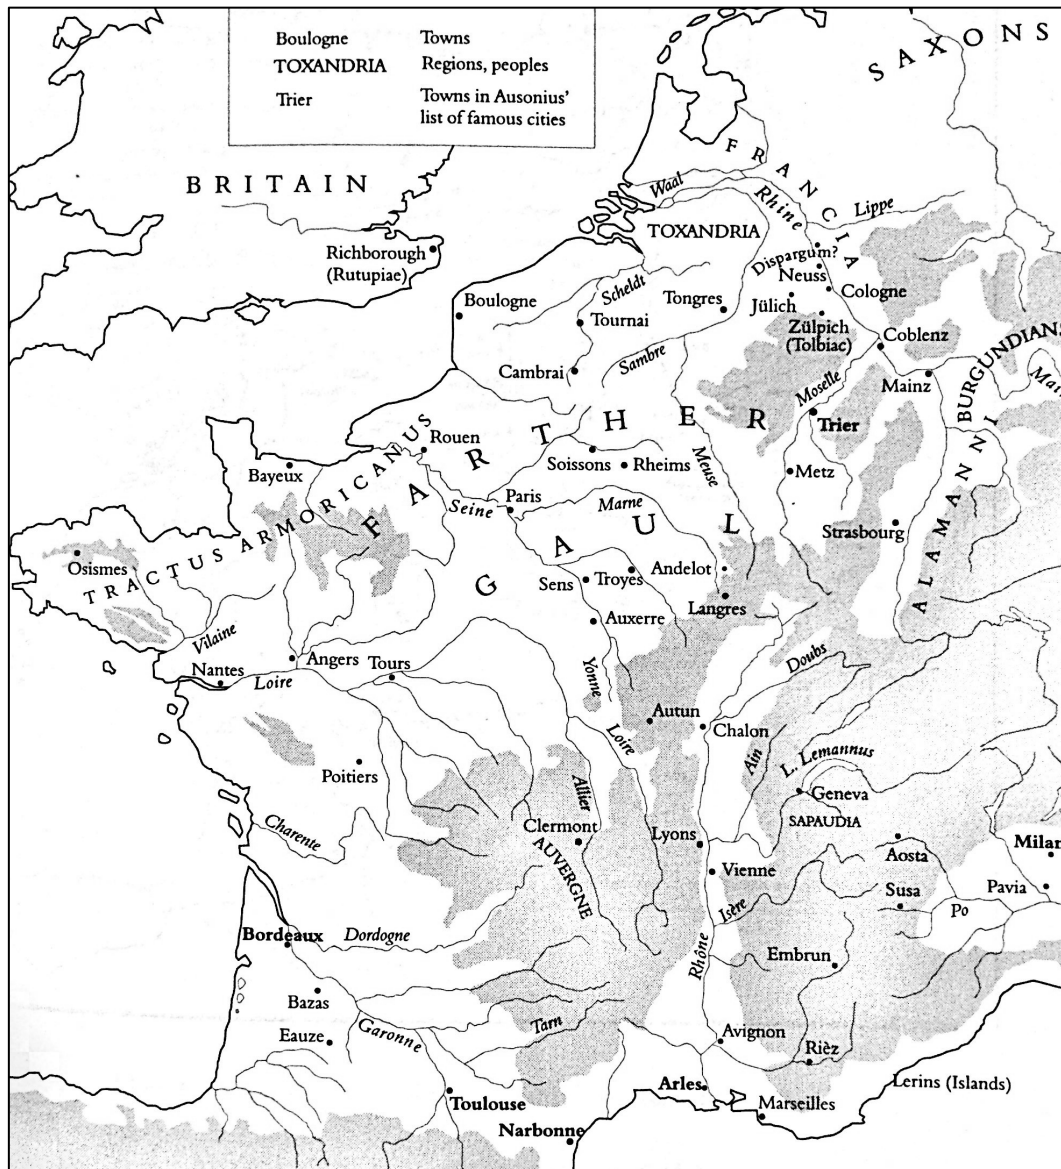 Boulogne Towns
TOXANDRIA Regions, peoples
Trier Towns in Ausonius'
list of famous cities
SAXONS
BRITAIN
FRANCIA
Waal
Rhine
Lippe
Richborough
(Rutupiae)
TOXANDRIA
Dispargum?
Neuss
Scheldt
Boulogne
Tongres
Jülich
Cologne
Tournai
Zülpich
(Tolbiac)
Coblenz
BURGUNDIANS
Sambre
Cambrai
Moselle
Mainz
FARTHER
Trier
TRACTUS ARMORICANUS
Rouen
Bayeux
Soissons
Rheims
Meuse
Metz
Seine
Paris
Marne
GAUL
Strasbourg
ALAMANNI
Osismes
Sens
Troyes
Andelot
Langres
Auxerre
Vilaine
Angers
Tours
Nantes
Loire
Yonne
Doubs
Autun
Chalon
Loire
Ain
L. Lemannus
Poitiers
Allier
Geneva
Charente
Clermont
Lyons
SAPAUDIA
AUVERGNE
Aosta
Milan
Vienne
Susa
Pavia
Isère
Po
Bordeaux
Dordogne
Rhône
Embrun
Bazas
Tarn
Eauze
Garonne
Avignon
Rièz
Arles
Lerins (Islands)
Toulouse
Marseilles
Narbonne